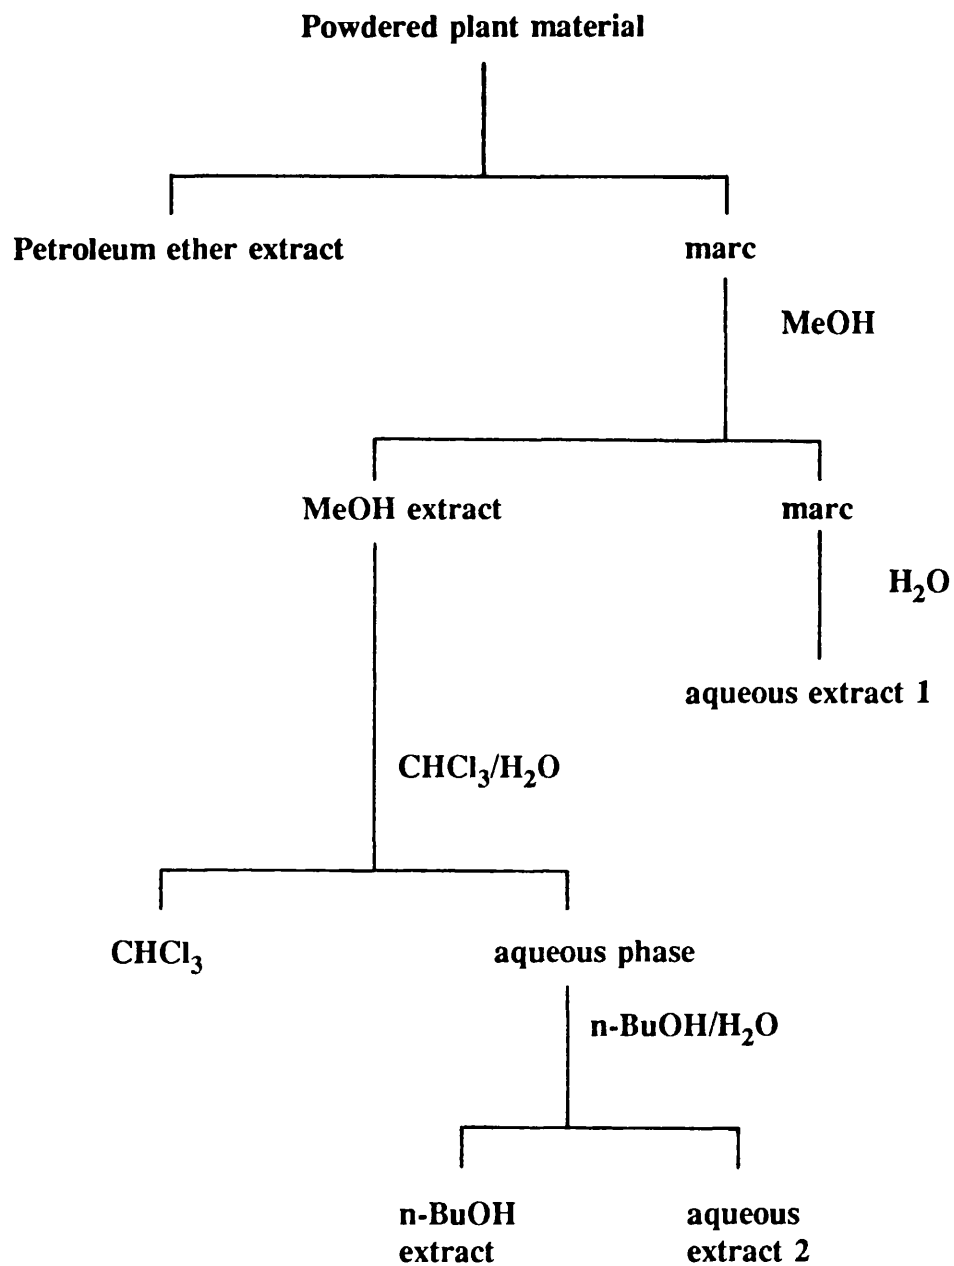 Powdered plant material
Petroleum ether extract
marc
MeOH
MeOH extract
marc
H₂O
aqueous extract 1
CHCl₃/H₂O
CHCl₃
aqueous phase
n-BuOH/H₂O
n-BuOH
extract
aqueous
extract 2